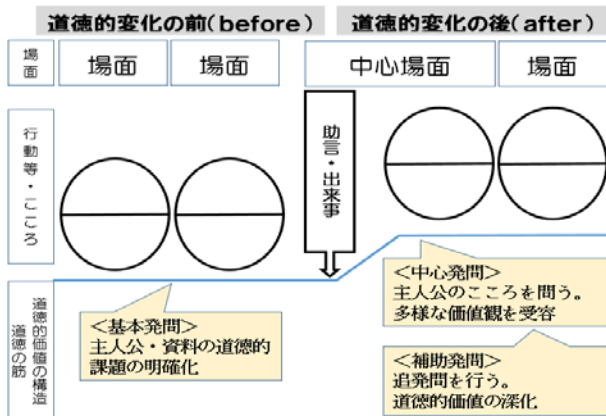 道徳的変化の前(before)
道徳的変化の後(after)
場面
場面
場面
中心場面
場面
行動等・こころ
助言・出来事
道徳的価値の構造
道徳の筋
<基本発問>
主人公・資料の道徳的
課題の明確化
<中心発問>
主人公のこころを問う。
多様な価値観を受容
<補助発問>
追発問を行う。
道徳的価値の深化